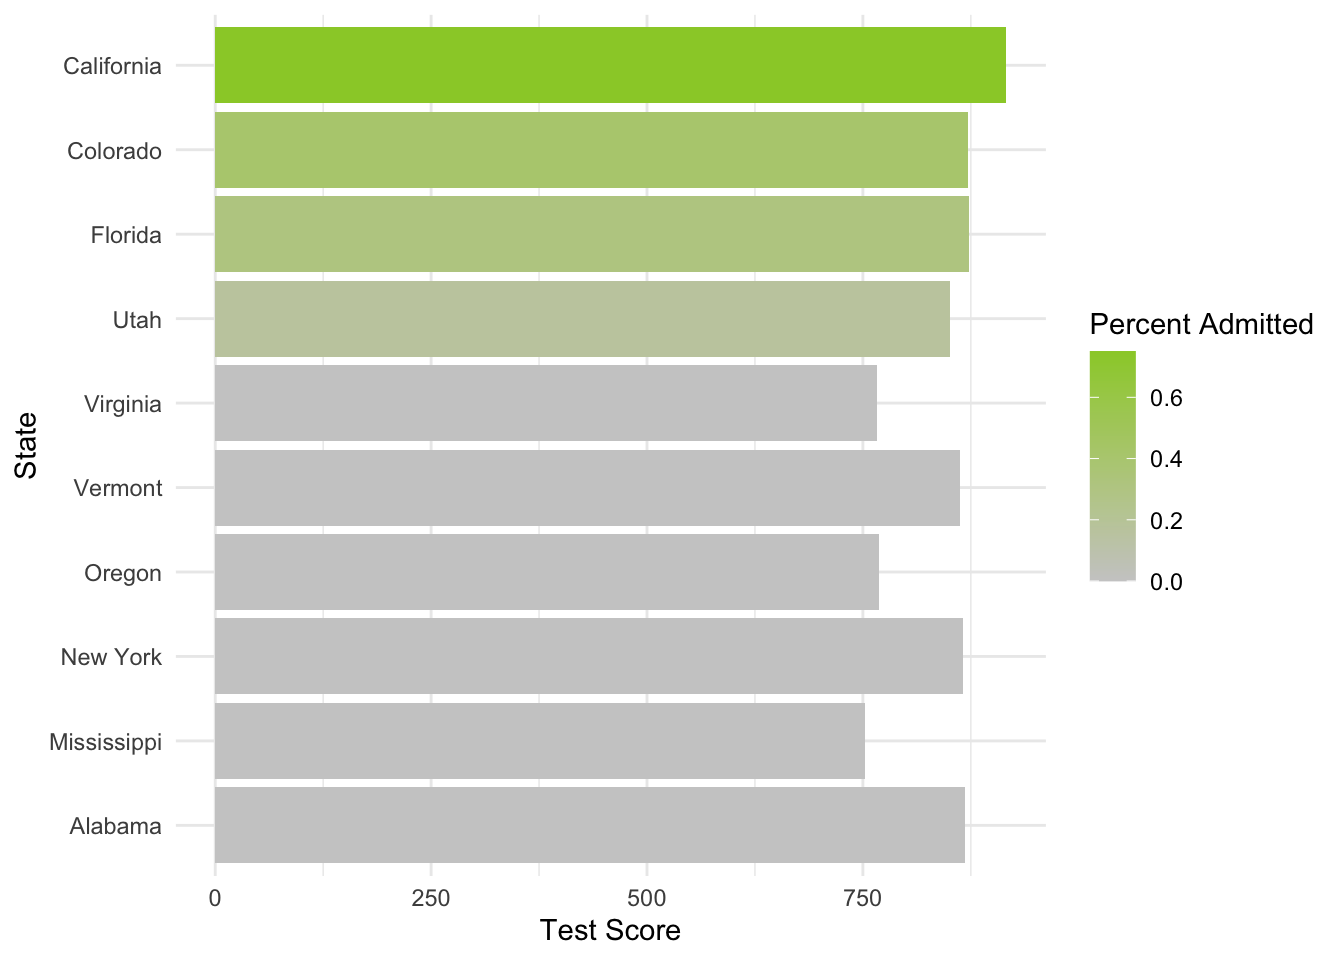 California
Colorado
Florida
Utah
Virginia
Vermont
Oregon
New York
Mississippi
Alabama
State
0 250 500 750
Test Score
Percent Admitted
0.6
0.4
0.2
0.0